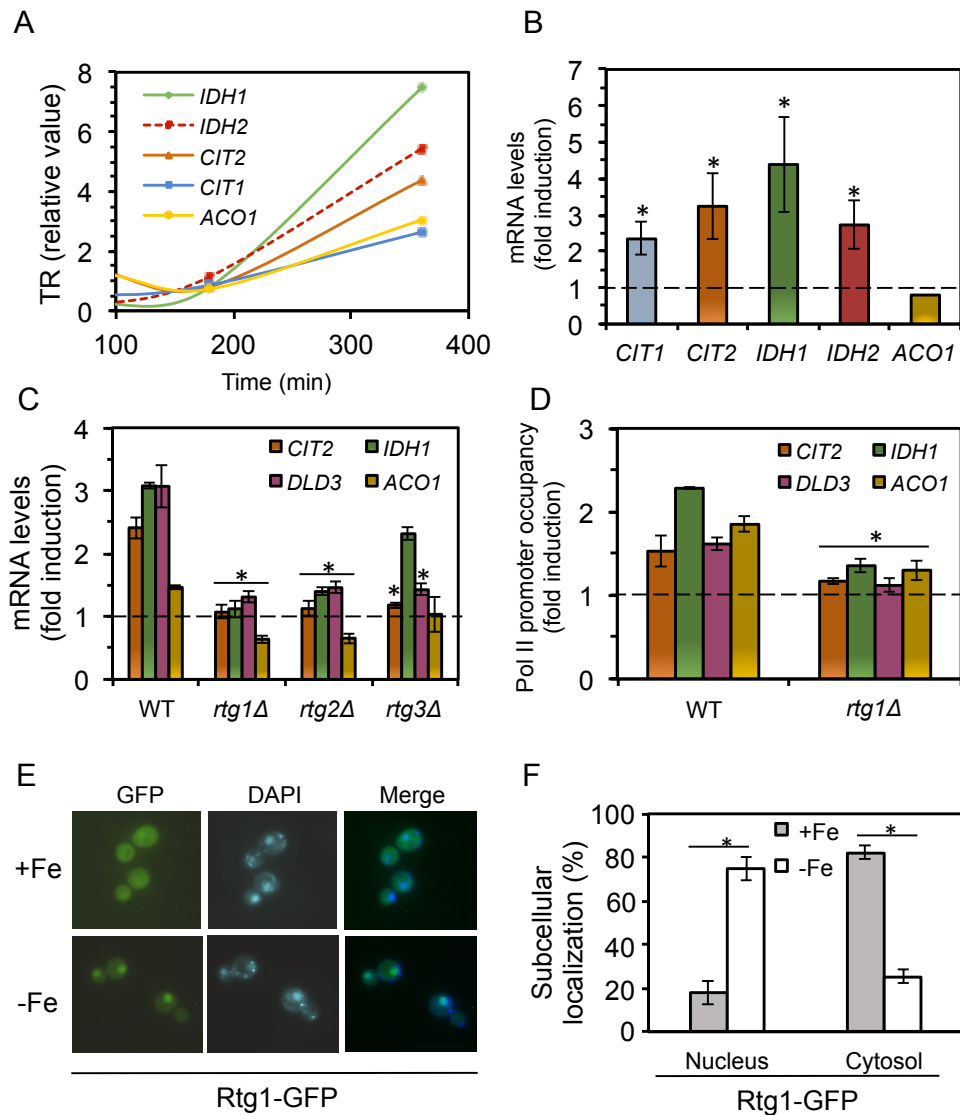 A
TR (relative value)
8
6
4
2
0
IDH1
IDH2
CIT2
CIT1
ACO1
100 200 300 400
Time (min)
B
mRNA levels
(fold induction)
7
6
5
4
3
2
1
0
* * * *
CIT1 CIT2 IDH1 IDH2 ACO1
C
mRNA levels
(fold induction)
4
3
2
1
0
CIT2 IDH1
DLD3 ACO1
* * * *
WT rtg1Δ rtg2Δ rtg3Δ
D
Pol II promoter occupancy
(fold induction)
3
2
1
0
CIT2 IDH1
DLD3 ACO1
*
WT rtg1Δ
E
GFP DAPI Merge
+Fe
-Fe
Rtg1-GFP
F
Subcellular
localization (%)
100
80
60
40
20
0
+Fe
-Fe
* *
Nucleus Cytosol
Rtg1-GFP